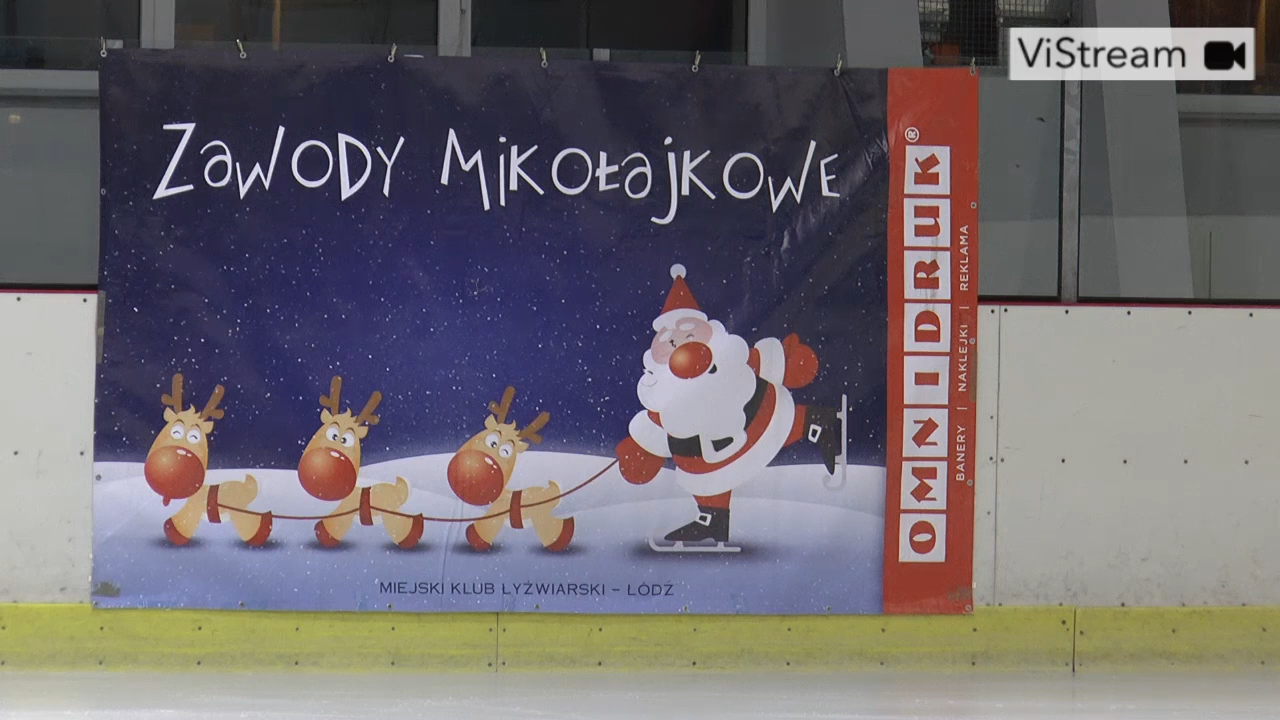 ViStream
Zawody Mikołajkowe
OMNIDRUK®
BANERY | NAKLEJKI | REKLAMA
MIEJSKI KLUB ŁYŻWIARSKI – ŁÓDŹ